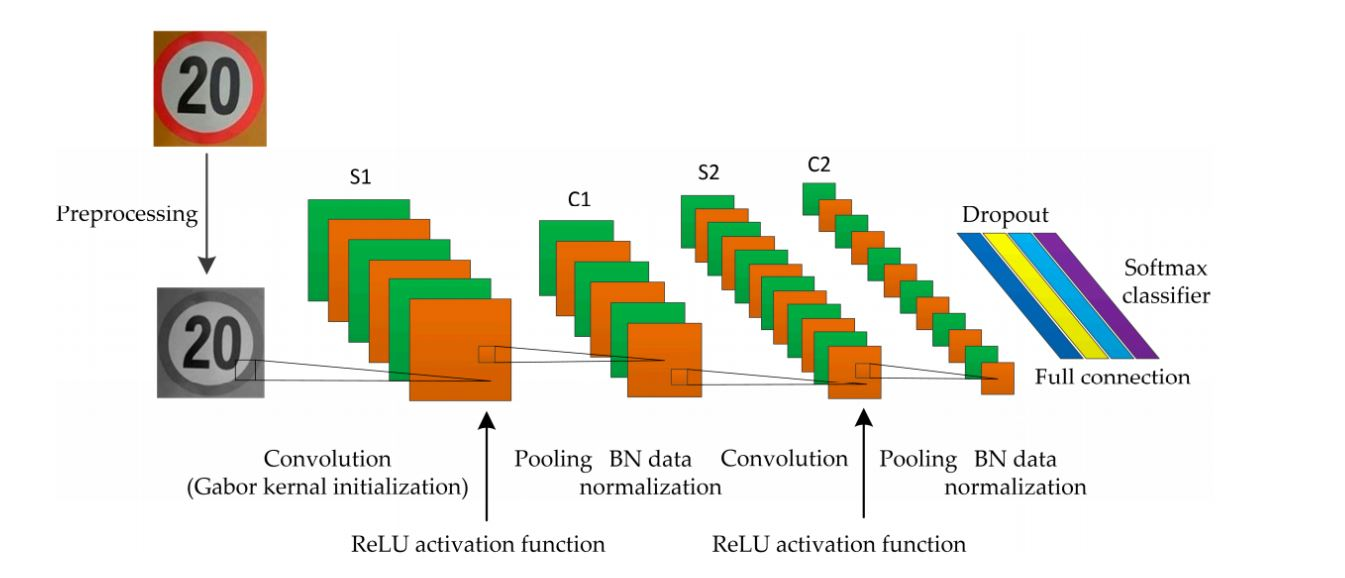 20
Preprocessing
20
S1
C1
S2
C2
Dropout
Softmax
classifier
Full connection
Convolution
(Gabor kernal initialization)
Pooling
BN data
normalization
Convolution
Pooling
BN data
normalization
ReLU activation function
ReLU activation function